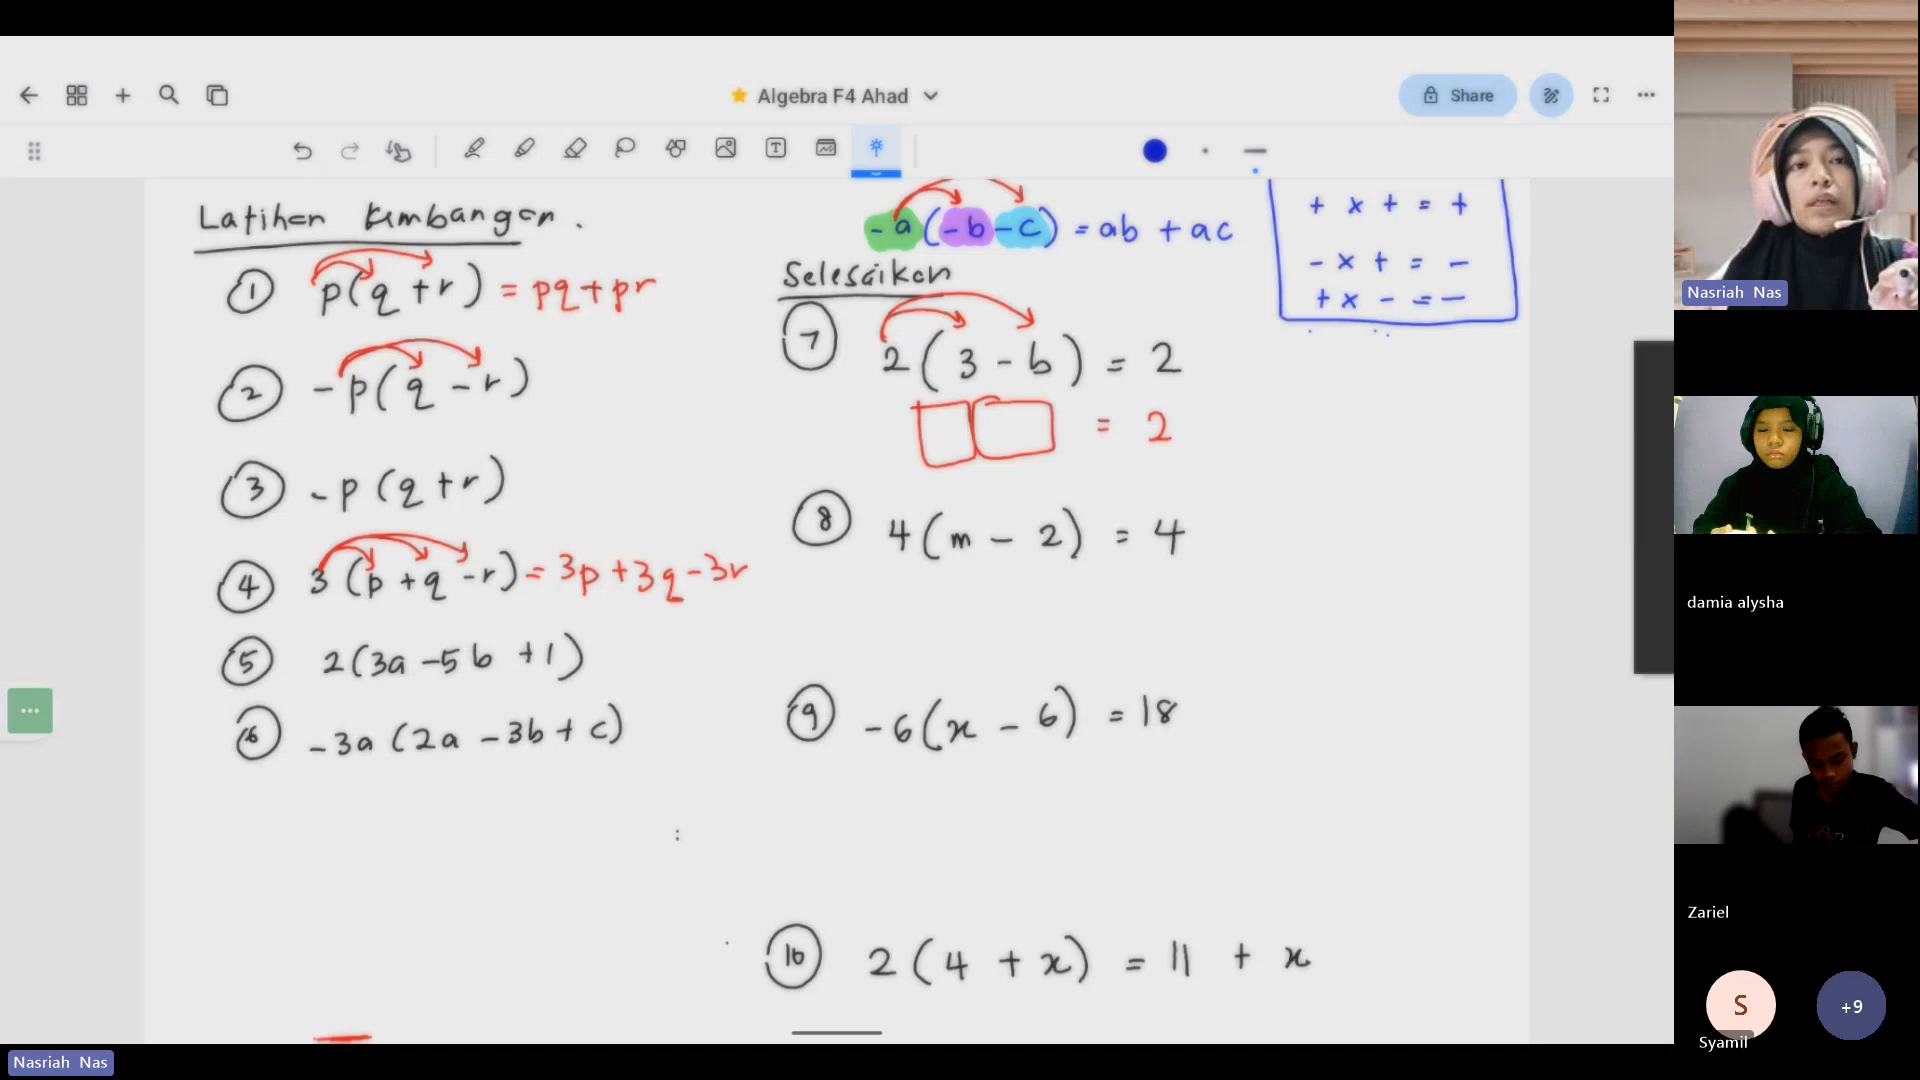 Algebra F4 Ahad
Share
Latihan Kembangan.
① p(q+r) = pq+pr
② -p(q-r)
③ -p(q+r)
④ 3(p+q-r) = 3p+3q-3r
⑤ 2(3a-5b+1)
⑥ -3a(2a-3b+c)
-a(-b-c) = ab + ac
Selesaikan
⑦ 2(3-b) = 2
= 2
⑧ 4(m-2) = 4
⑨ -6(x-6) = 18
⑩ 2(4+x) = 11 + x
+ x + = +
- x + = -
+ x - = -
Nasriah Nas
damia alysha
Zariel
S
+9
Syamil
Nasriah Nas